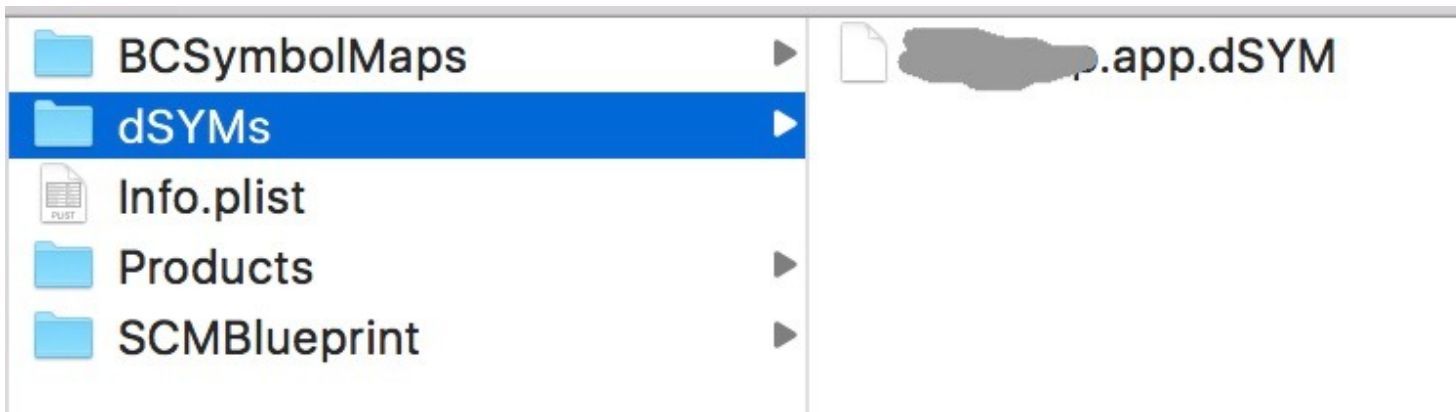 BCSymbolMaps
dSYMs
Info.plist
Products
SCMBlueprint
.app.dSYM